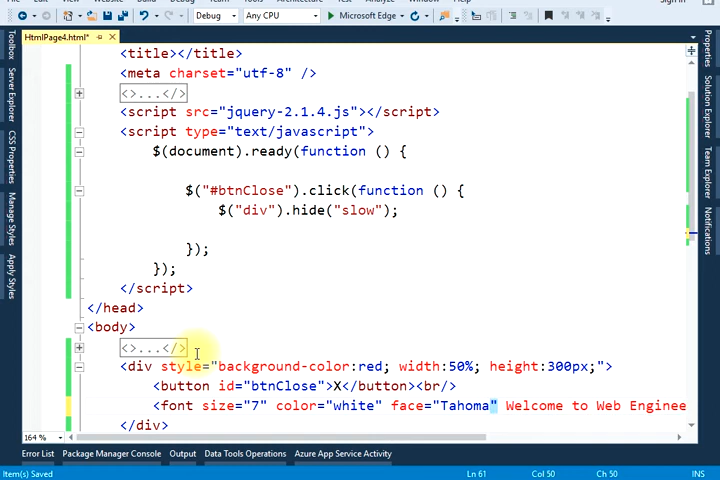 Debug
Any CPU
Microsoft Edge
HtmlPage4.html*
<title></title>
<meta charset="utf-8" />
<>...</>
<script src="jquery-2.1.4.js"></script>
<script type="text/javascript">
$(document).ready(function () {
$("#btnClose").click(function () {
$("div").hide("slow");
});
});
</script>
</head>
<body>
<>...</>
<div style="background-color:red; width:50%; height:300px;">
<button id="btnClose">X</button><br/>
<font size="7" color="white" face="Tahoma" Welcome to Web Enginee
</div>
164 %
Error List
Package Manager Console
Output
Data Tools Operations
Azure App Service Activity
Item(s) Saved
Ln 61
Col 50
Ch 50
INS
Toolbox
Server Explorer
CSS Properties
Manage Styles
Apply Styles
Properties
Solution Explorer
Team Explorer
Notifications